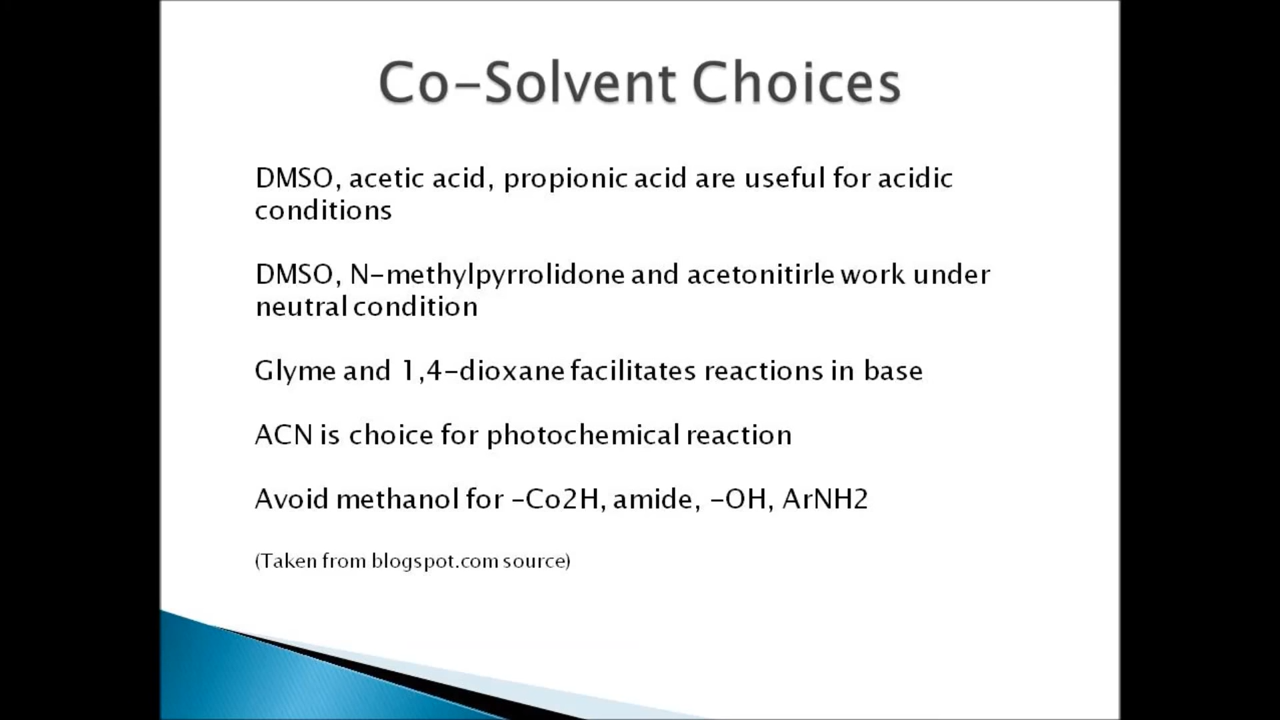 Co-Solvent Choices
DMSO, acetic acid, propionic acid are useful for acidic
conditions
DMSO, N-methylpyrrolidone and acetonitirle work under
neutral condition
Glyme and 1,4-dioxane facilitates reactions in base
ACN is choice for photochemical reaction
Avoid methanol for -Co2H, amide, -OH, ArNH2
(Taken from blogspot.com source)